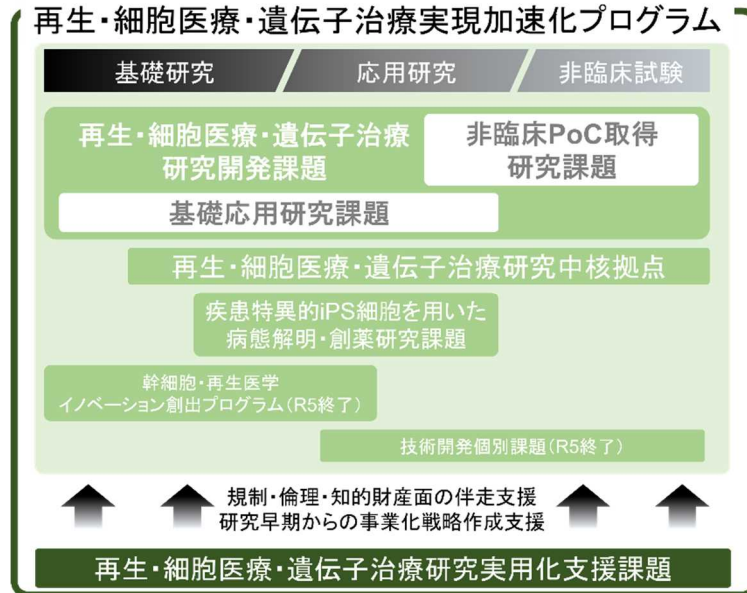 再生・細胞医療・遺伝子治療実現加速化プログラム
基礎研究
応用研究
非臨床試験
再生・細胞医療・遺伝子治療
研究開発課題
非臨床PoC取得
研究課題
基礎応用研究課題
再生・細胞医療・遺伝子治療研究中核拠点
疾患特異的iPS細胞を用いた
病態解明・創薬研究課題
幹細胞・再生医学
イノベーション創出プログラム(R5終了)
技術開発個別課題(R5終了)
規制・倫理・知的財産面の伴走支援
研究早期からの事業化戦略作成支援
再生・細胞医療・遺伝子治療研究実用化支援課題